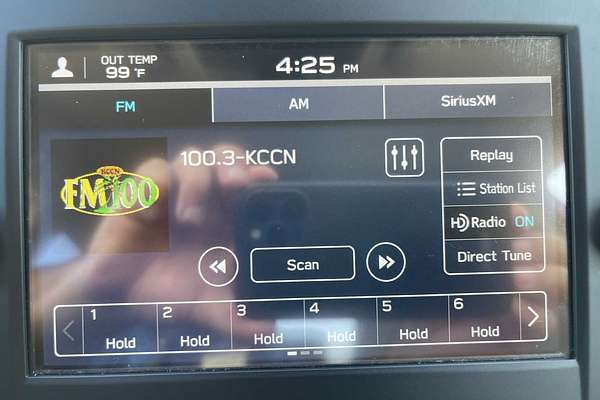 OUT TEMP
99 °F
4:25 PM
FM
AM
SiriusXM
KCCN
FM100
100.3-KCCN
Replay
Station List
HD Radio ON
Direct Tune
Scan
1 2 3 4 5 6
Hold Hold Hold Hold Hold Hold